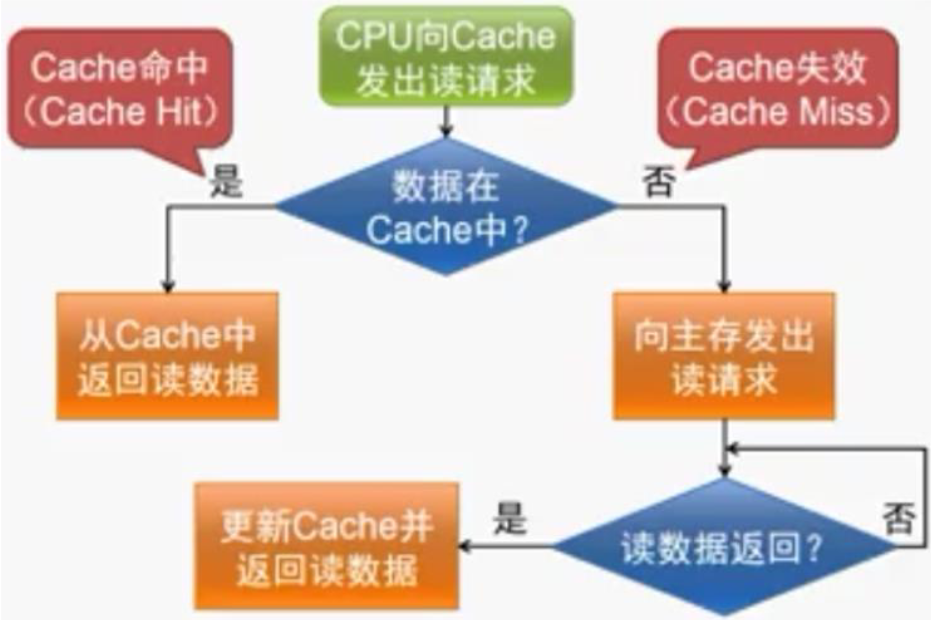 CPU向Cache
发出读请求
Cache命中
（Cache Hit）
Cache失效
（Cache Miss）
是
否
数据在
Cache中？
从Cache中
返回读数据
向主存发出
读请求
更新Cache并
返回读数据
是
读数据返回？
否